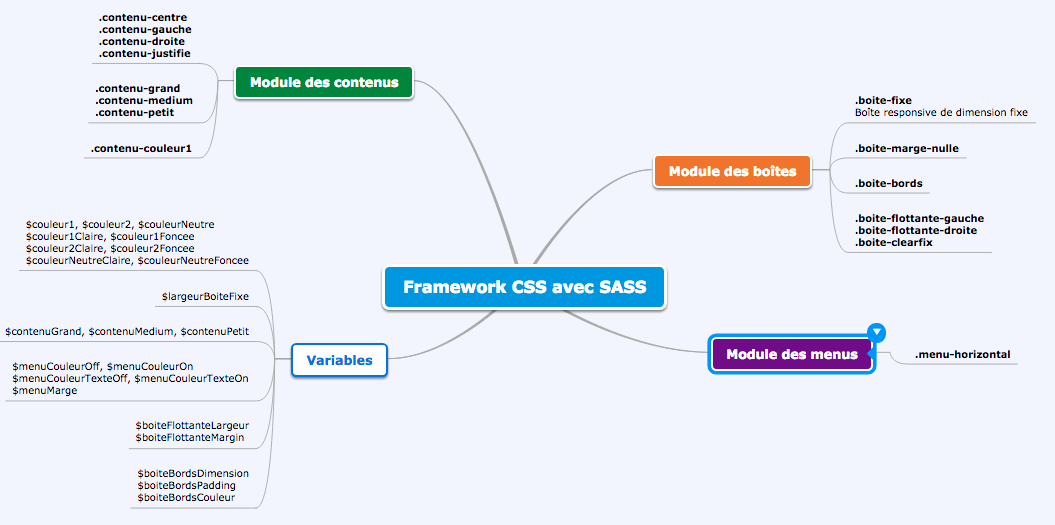 .contenu-centre
.contenu-gauche
.contenu-droite
.contenu-justifie
.contenu-grand
.contenu-medium
.contenu-petit
.contenu-couleur1
Module des contenus
Module des boîtes
.boite-fixe
Boîte responsive de dimension fixe
.boite-marge-nulle
.boite-bords
.boite-flottante-gauche
.boite-flottante-droite
.boite-clearfix
Framework CSS avec SASS
$couleur1, $couleur2, $couleurNeutre
$couleur1Claire, $couleur1Foncee
$couleur2Claire, $couleur2Foncee
$couleurNeutreClaire, $couleurNeutreFoncee
$largeurBoiteFixe
$contenuGrand, $contenuMedium, $contenuPetit
$menuCouleurOff, $menuCouleurOn
$menuCouleurTexteOff, $menuCouleurTexteOn
$menuMarge
$boiteFlottanteLargeur
$boiteFlottanteMargin
$boiteBordsDimension
$boiteBordsPadding
$boiteBordsCouleur
Variables
Module des menus
.menu-horizontal